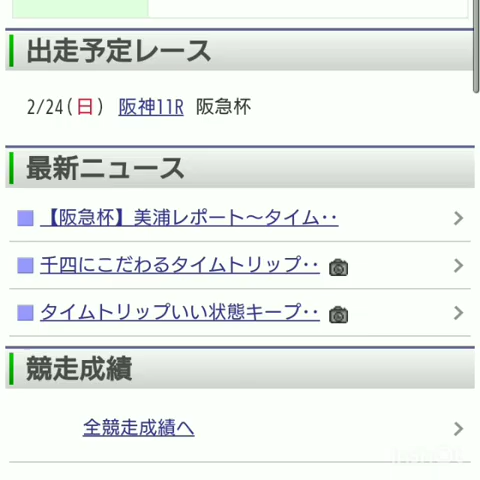 出走予定レース
2/24(日) 阪神11R 阪急杯
最新ニュース
【阪急杯】美浦レポート～タイム‥
千四にこだわるタイムトリップ‥
タイムトリップいい状態キープ‥
競走成績
全競走成績へ